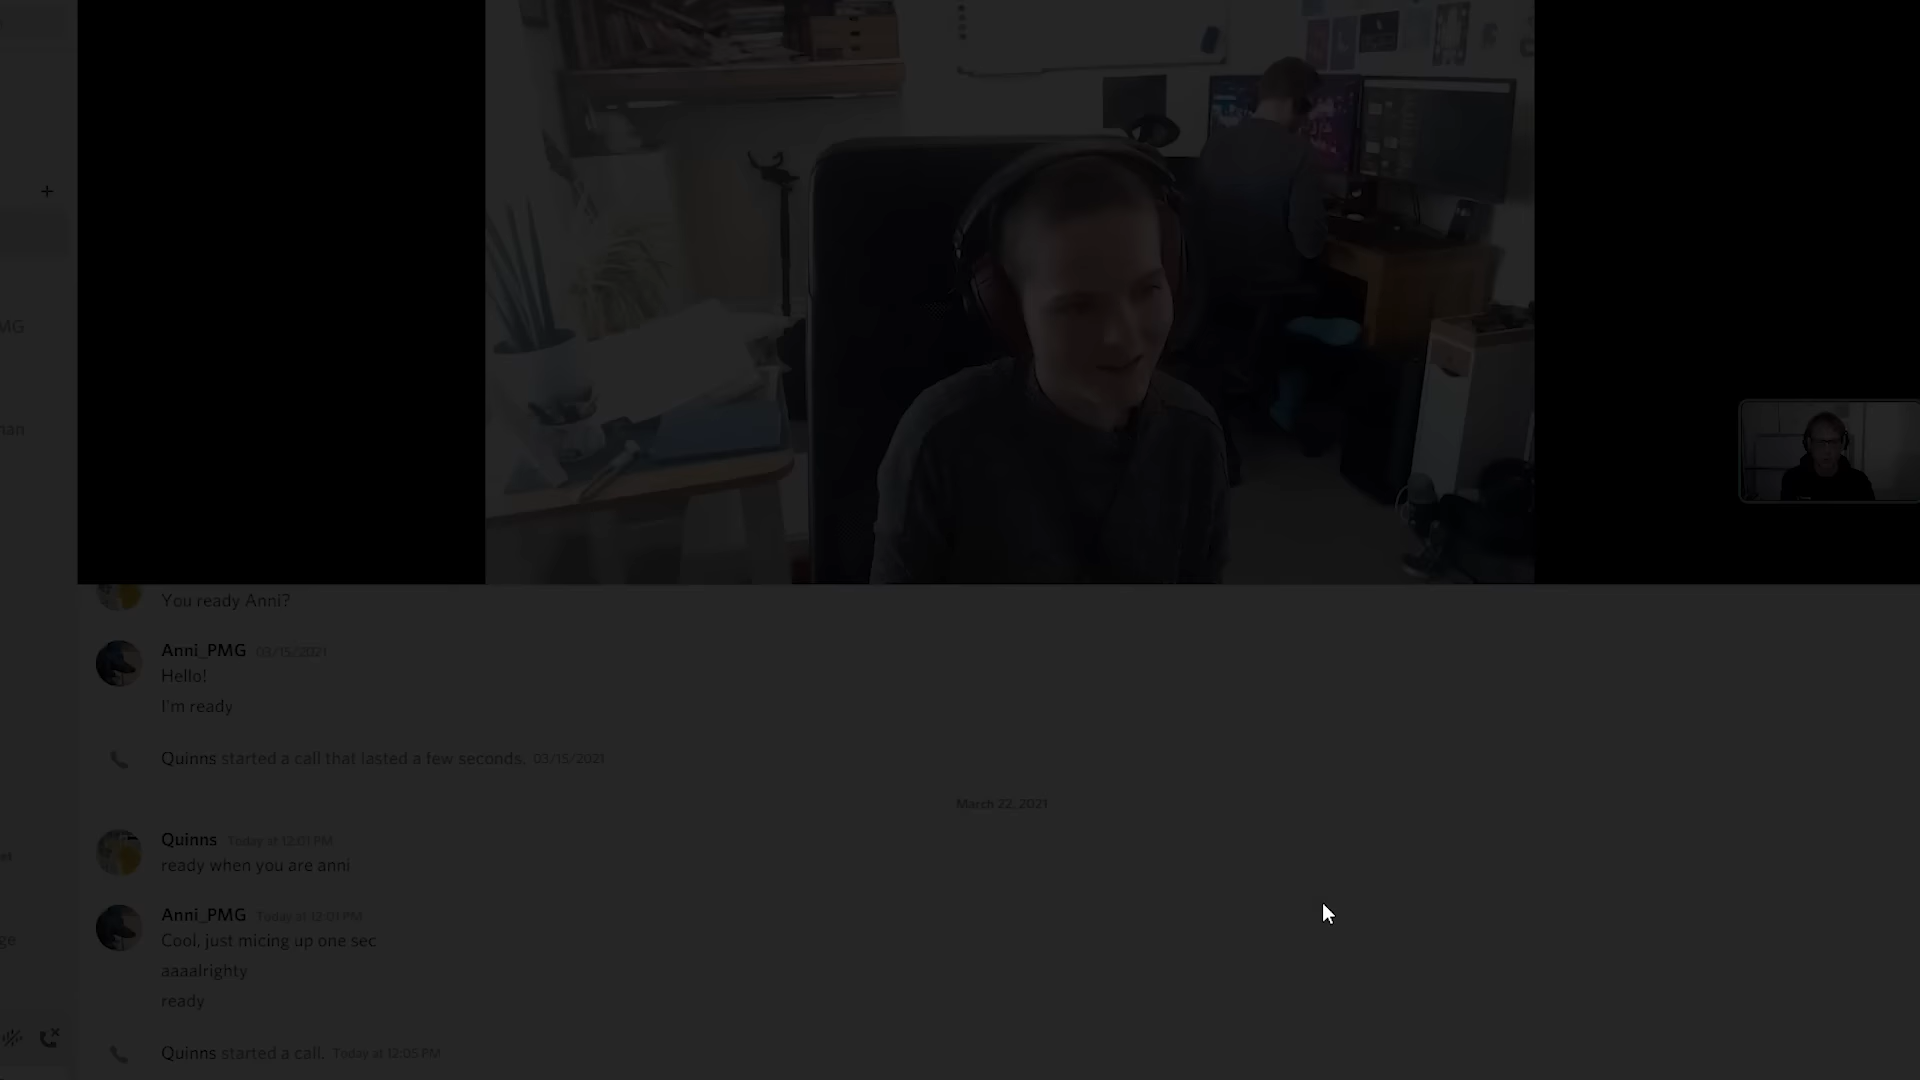 MG
You ready Anni?
Anni_PMG 03/15/2021
Hello!
I'm ready
Quinns started a call that lasted a few seconds. 03/15/2021
March 22, 2021
Quinns Today at 12:01 PM
ready when you are anni
Anni_PMG Today at 12:01 PM
Cool, just micing up one sec
aaaalrighty
ready
Quinns started a call. Today at 12:05 PM